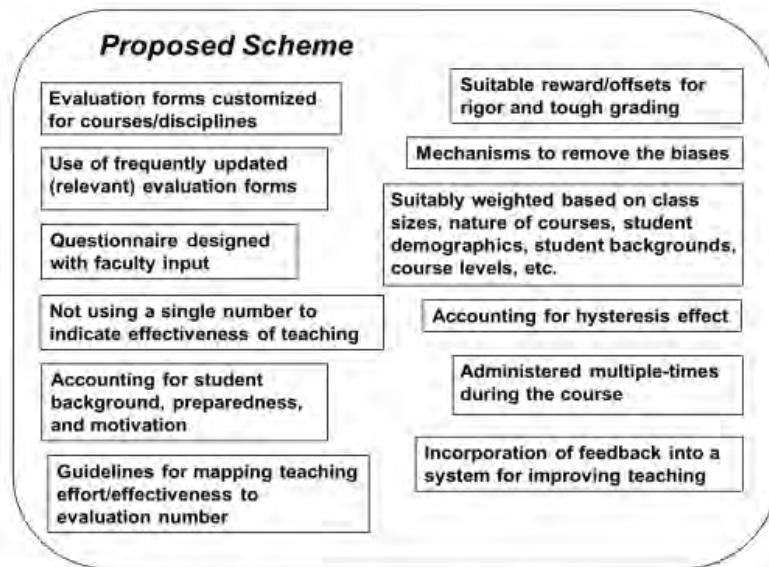 Proposed Scheme
Evaluation forms customized
for courses/disciplines
Use of frequently updated
(relevant) evaluation forms
Questionnaire designed
with faculty input
Not using a single number to
indicate effectiveness of teaching
Accounting for student
background, preparedness,
and motivation
Guidelines for mapping teaching
effort/effectiveness to
evaluation number
Suitable reward/offsets for
rigor and tough grading
Mechanisms to remove the biases
Suitably weighted based on class
sizes, nature of courses, student
demographics, student backgrounds,
course levels, etc.
Accounting for hysteresis effect
Administered multiple-times
during the course
Incorporation of feedback into a
system for improving teaching